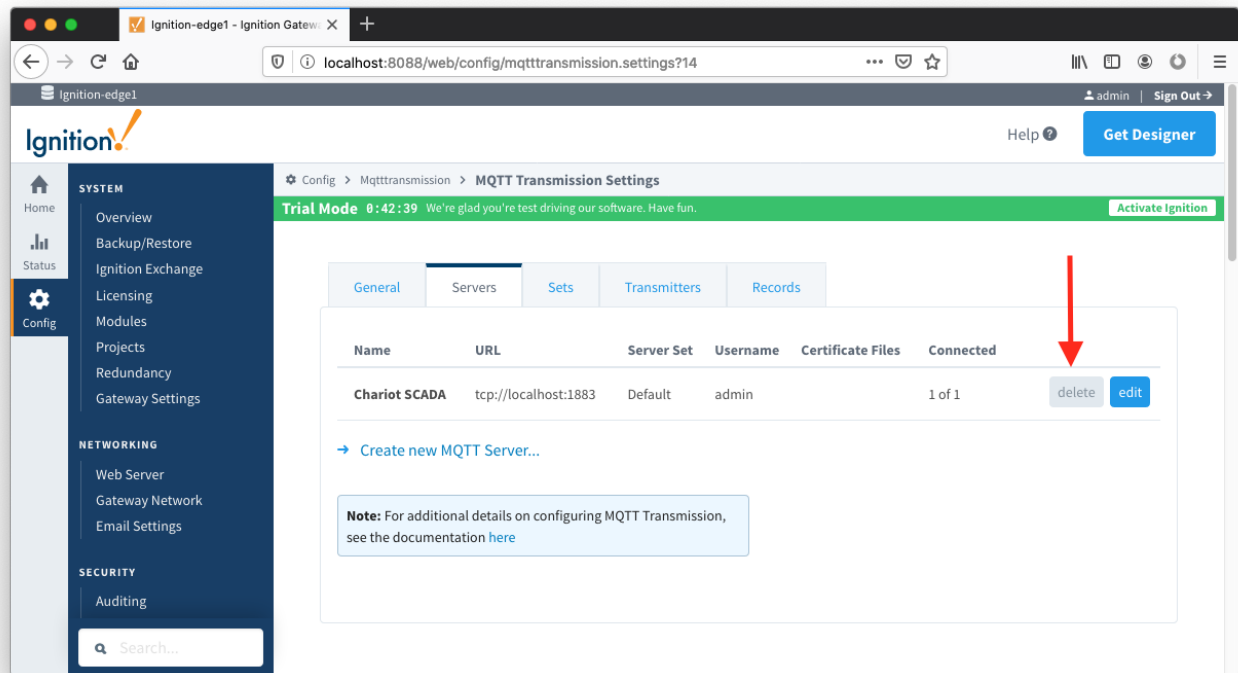 Ignition-edge1 - Ignition Gatew
localhost:8088/web/config/mqtttransmission.settings?14
Ignition-edge1
admin | Sign Out
Ignition!
Help ?
Get Designer
Home
Status
Config
SYSTEM
Overview
Backup/Restore
Ignition Exchange
Licensing
Modules
Projects
Redundancy
Gateway Settings
NETWORKING
Web Server
Gateway Network
Email Settings
SECURITY
Auditing
Search...
Config > Mqtttransmission > MQTT Transmission Settings
Trial Mode 0:42:39 We're glad you're test driving our software. Have fun. Activate Ignition
General Servers Sets Transmitters Records
Name URL Server Set Username Certificate Files Connected
Chariot SCADA tcp://localhost:1883 Default admin 1 of 1 delete edit
→ Create new MQTT Server...
Note: For additional details on configuring MQTT Transmission,
see the documentation here